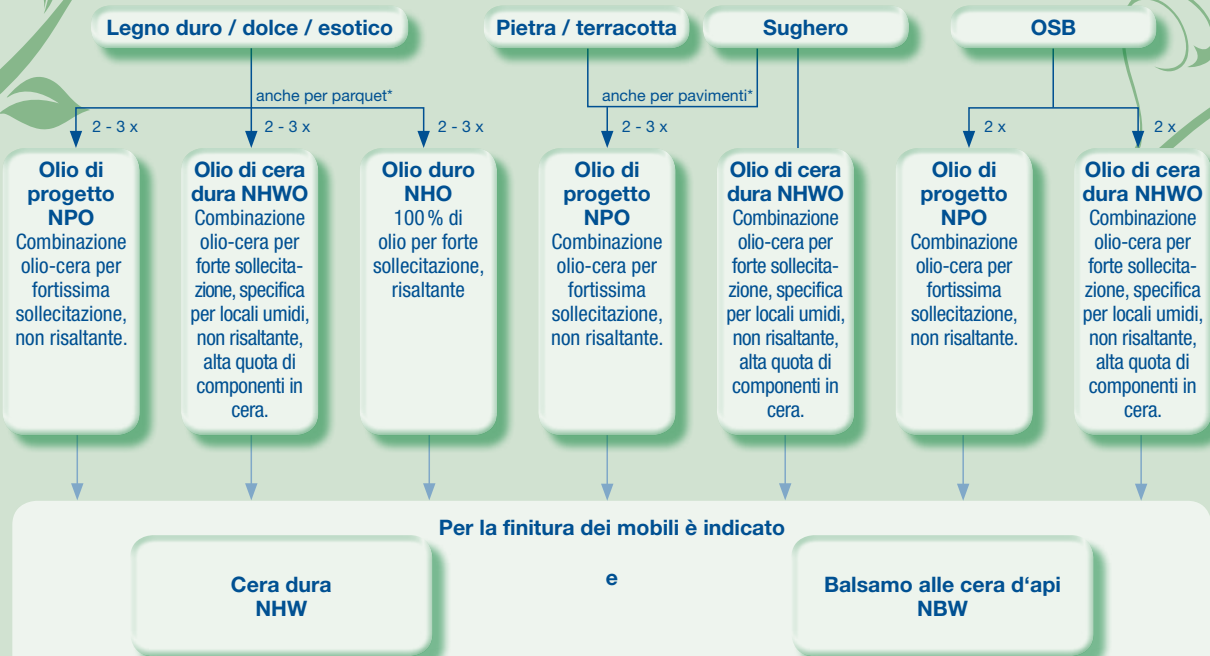 Legno duro / dolce / esotico
Pietra / terracotta
Sughero
OSB
anche per parquet*
anche per pavimenti*
2 - 3 x
2 - 3 x
2 - 3 x
2 - 3 x
2 x
2 x
Olio di
progetto
NPO
Combinazione
olio-cera per
fortissima
sollecitazione,
non risaltante.
Olio di cera
dura NHWO
Combinazione
olio-cera per
forte sollecita-
zione, specifica
per locali umidi,
non risaltante,
alta quota di
componenti in
cera.
Olio duro
NHO
100 % di
olio per forte
sollecitazione,
risaltante
Olio di
progetto
NPO
Combinazione
olio-cera per
fortissima
sollecitazione,
non risaltante.
Olio di cera
dura NHWO
Combinazione
olio-cera per
forte sollecita-
zione, specifica
per locali umidi,
non risaltante,
alta quota di
componenti in
cera.
Olio di
progetto
NPO
Combinazione
olio-cera per
fortissima
sollecitazione,
non risaltante.
Olio di cera
dura NHWO
Combinazione
olio-cera per
forte sollecita-
zione, specifica
per locali umidi,
non risaltante,
alta quota di
componenti in
cera.
Per la finitura dei mobili è indicato
Cera dura
NHW
e
Balsamo alle cera d‘api
NBW